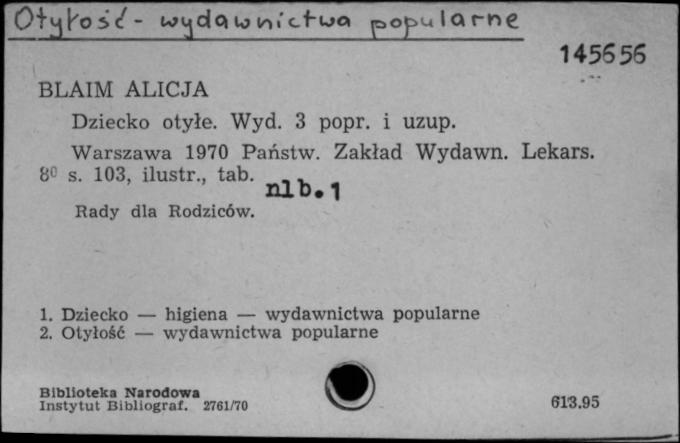 Otyłość - wydawnictwa popularne
145656
BLAIM ALICJA
Dziecko otyłe. Wyd. 3 popr. i uzup.
Warszawa 1970 Państw. Zakład Wydawn. Lekars.
8⁰ s. 103, ilustr., tab. nlb.1
Rady dla Rodziców.
1. Dziecko — higiena — wydawnictwa popularne
2. Otyłość — wydawnictwa popularne
Biblioteka Narodowa
Instytut Bibliograf. 2761/70
613.95